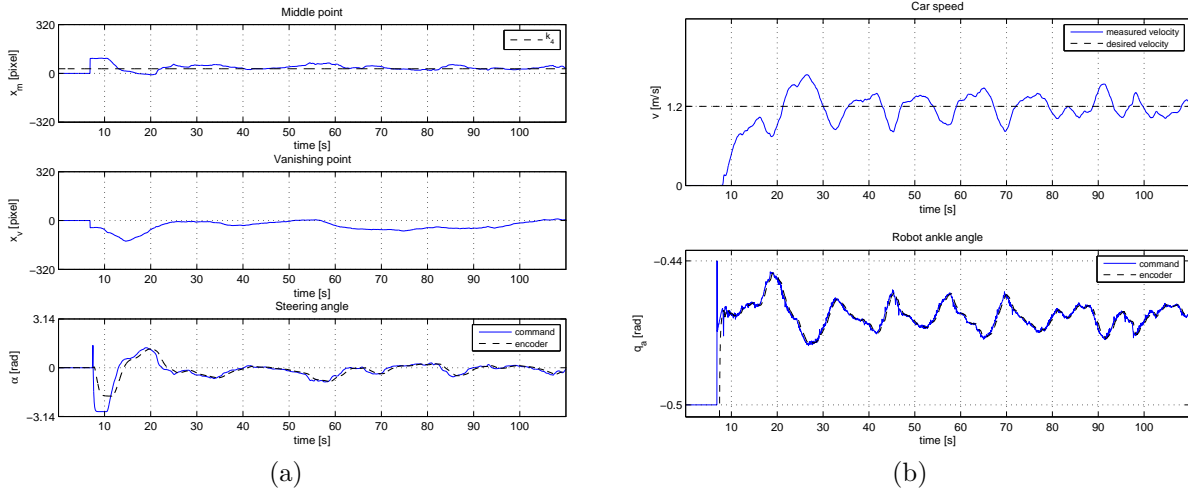 Middle point
320
0
−320
x_m [pixel]
k_4
10 20 30 40 50 60 70 80 90 100
time [s]
Vanishing point
320
0
−320
x_v [pixel]
10 20 30 40 50 60 70 80 90 100
time [s]
Steering angle
3.14
0
−3.14
α [rad]
command
encoder
10 20 30 40 50 60 70 80 90 100
time [s]
(a)
Car speed
1.2
0
v [m/s]
measured velocity
desired velocity
10 20 30 40 50 60 70 80 90 100
time [s]
Robot ankle angle
−0.44
−0.5
q_a [rad]
command
encoder
10 20 30 40 50 60 70 80 90 100
time [s]
(b)